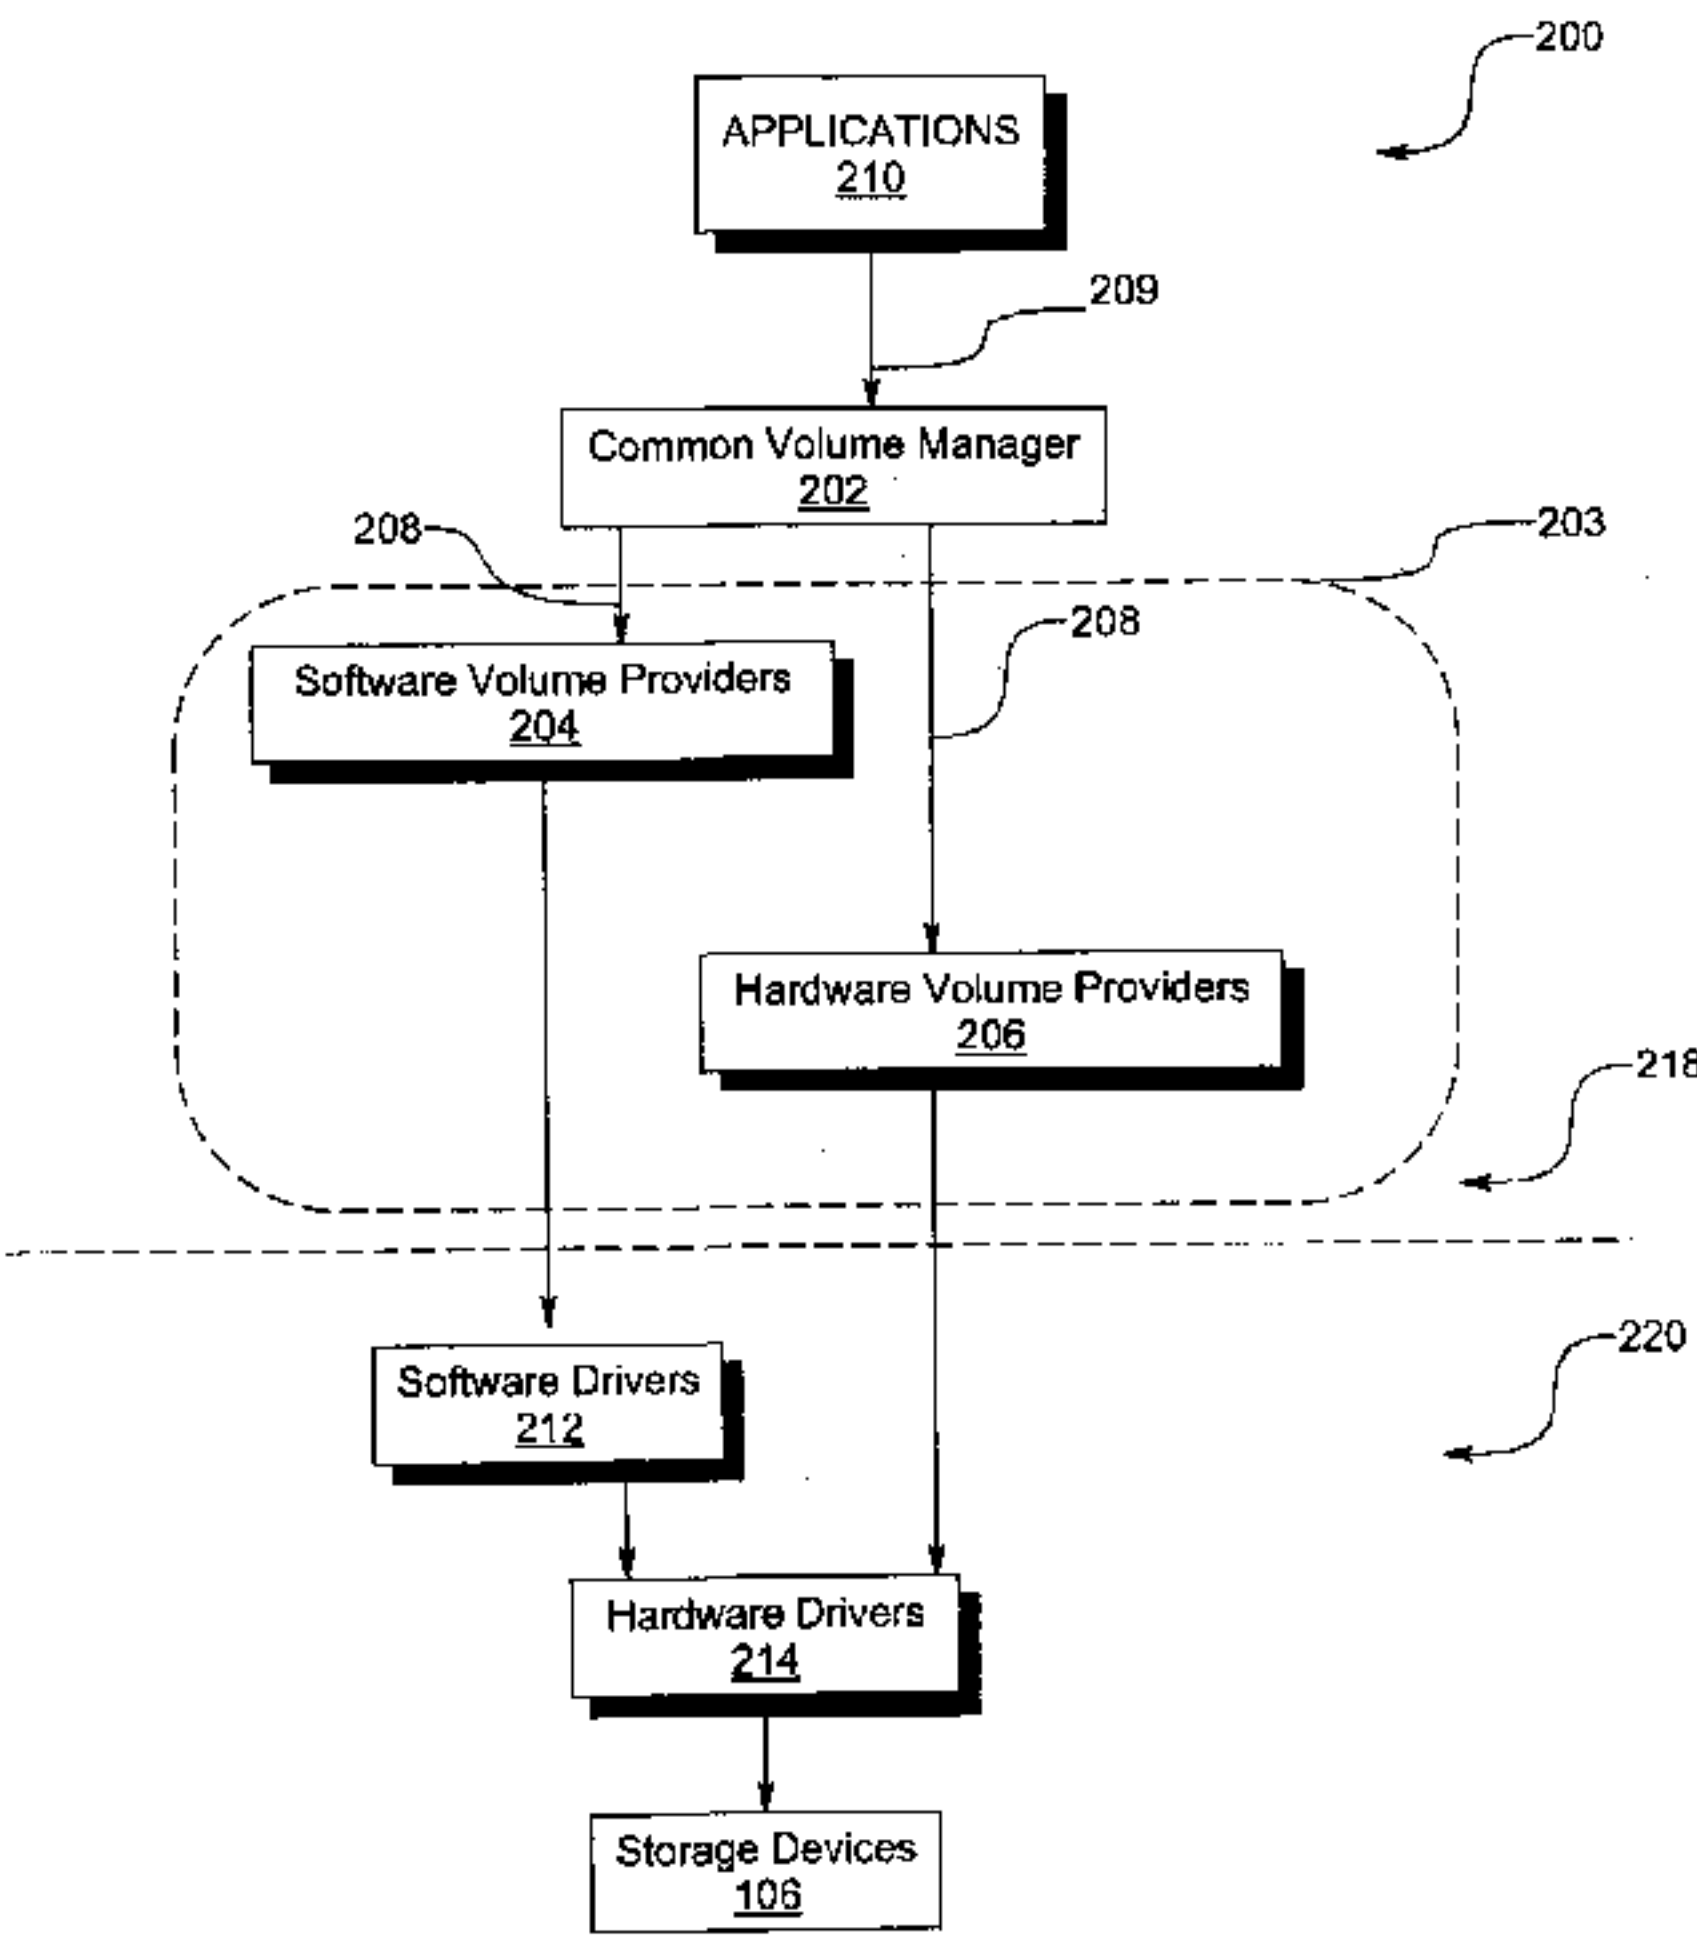 200
APPLICATIONS
210
209
Common Volume Manager
202
208
203
208
Software Volume Providers
204
Hardware Volume Providers
206
218
220
Software Drivers
212
Hardware Drivers
214
Storage Devices
106